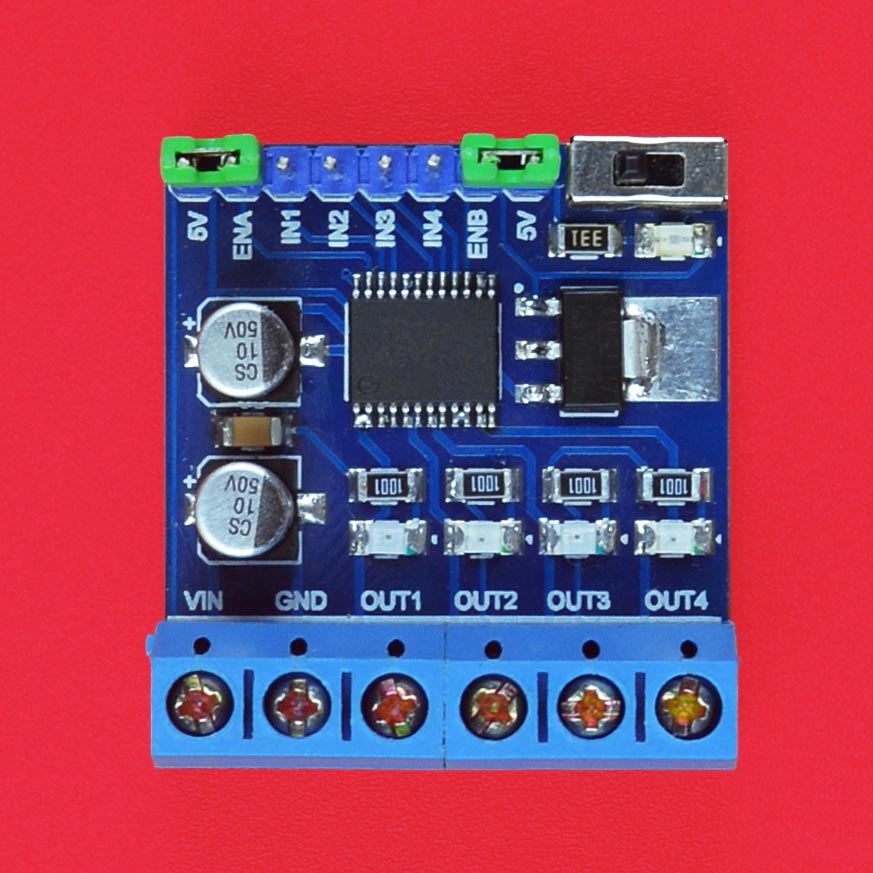 5V
ENA
IN1
IN2
IN3
IN4
ENB
5V
TEE
+
CS
10
50V
+
CS
10
50V
1001
1001
1001
1001
VIN
GND
OUT1
OUT2
OUT3
OUT4